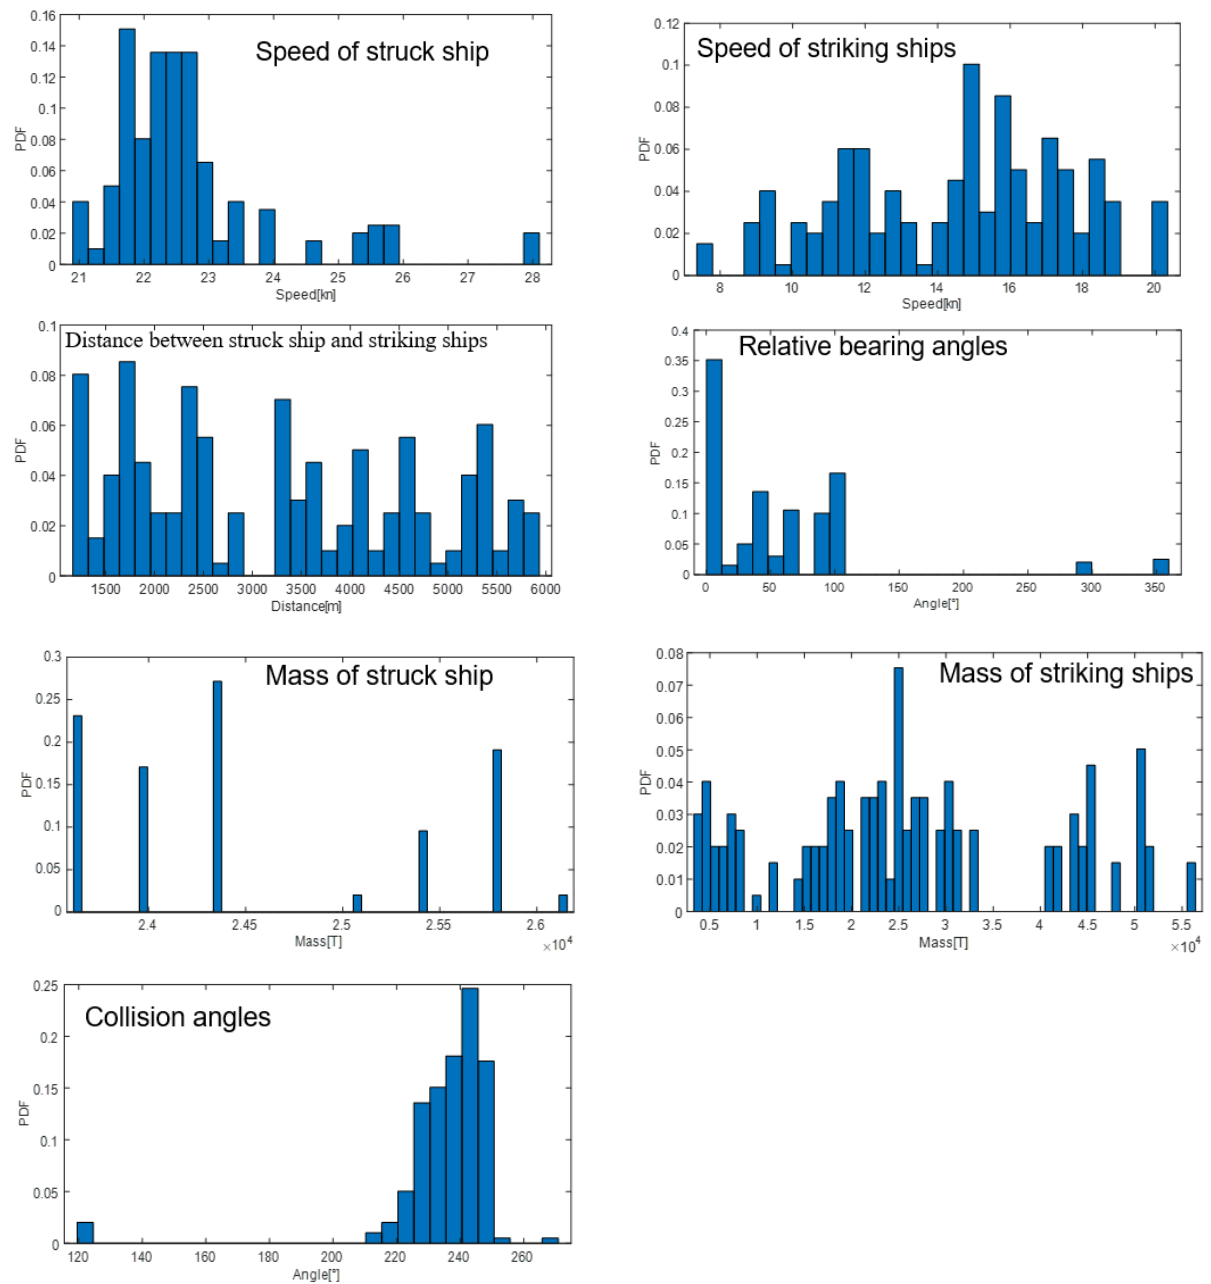 Speed of struck ship
0.16
0.14
0.12
0.1
0.08
0.06
0.04
0.02
0
PDF
21 22 23 24 25 26 27 28
Speed[kn]
Speed of striking ships
0.12
0.1
0.08
0.06
0.04
0.02
0
PDF
8 10 12 14 16 18 20
Speed[kn]
Distance between struck ship and striking ships
0.1
0.08
0.06
0.04
0.02
0
PDF
1500 2000 2500 3000 3500 4000 4500 5000 5500 6000
Distance[m]
Relative bearing angles
0.4
0.35
0.3
0.25
0.2
0.15
0.1
0.05
0
PDF
0 50 100 150 200 250 300 350
Angle[°]
Mass of struck ship
0.3
0.25
0.2
0.15
0.1
0.05
0
PDF
2.4 2.45 2.5 2.55 2.6
Mass[T]
×10⁴
Mass of striking ships
0.08
0.07
0.06
0.05
0.04
0.03
0.02
0.01
0
PDF
0.5 1 1.5 2 2.5 3 3.5 4 4.5 5 5.5
Mass[T]
×10⁴
Collision angles
0.25
0.2
0.15
0.1
0.05
0
PDF
120 140 160 180 200 220 240 260
Angle[°]